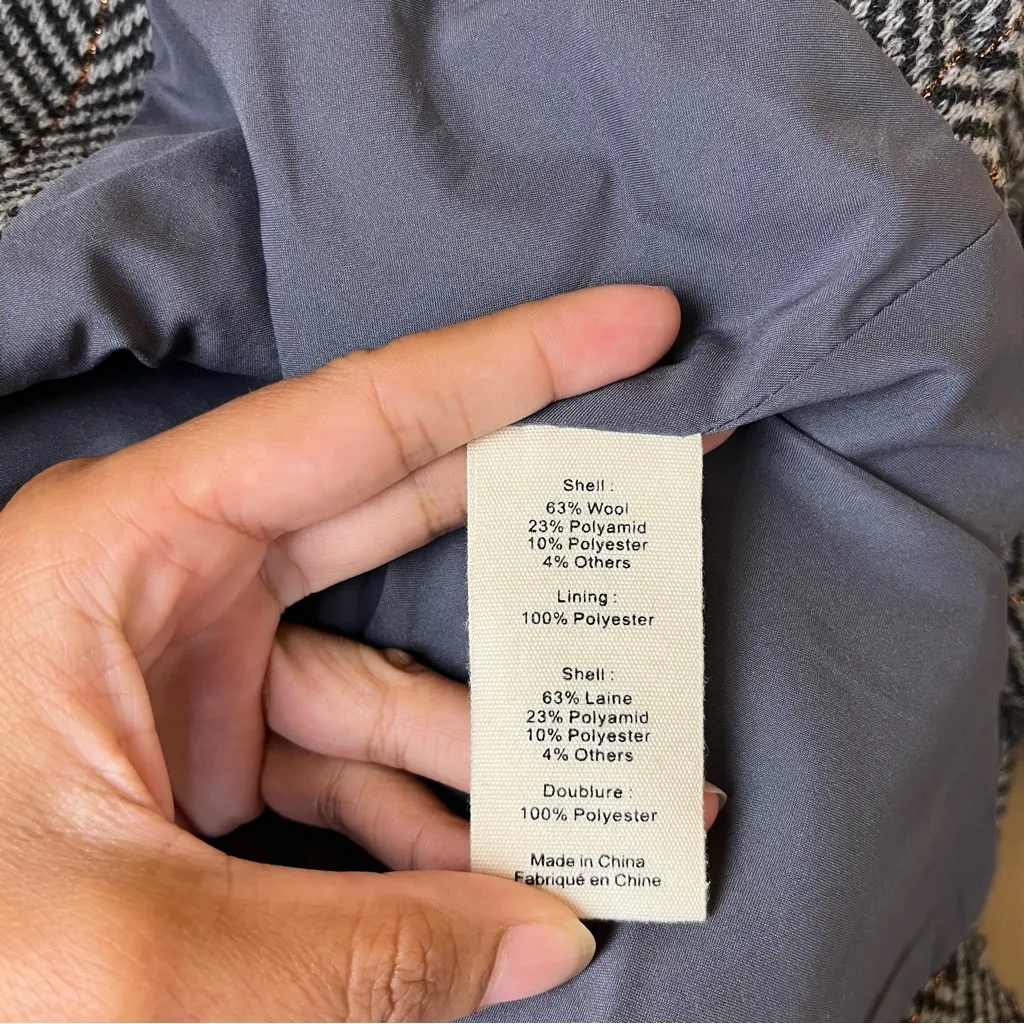 Shell :
63% Wool
23% Polyamid
10% Polyester
4% Others
Lining :
100% Polyester
Shell :
63% Laine
23% Polyamid
10% Polyester
4% Others
Doublure :
100% Polyester
Made in China
Fabriqué en Chine